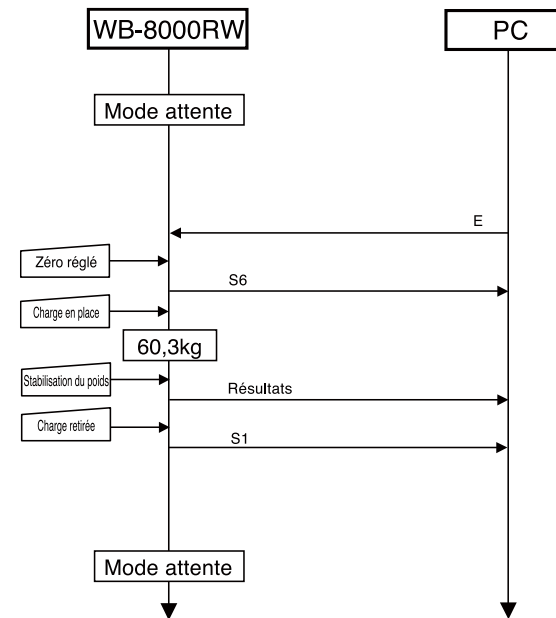 WB-8000RW
PC
Mode attente
E
Zéro réglé
S6
Charge en place
60,3kg
Stabilisation du poids
Résultats
Charge retirée
S1
Mode attente